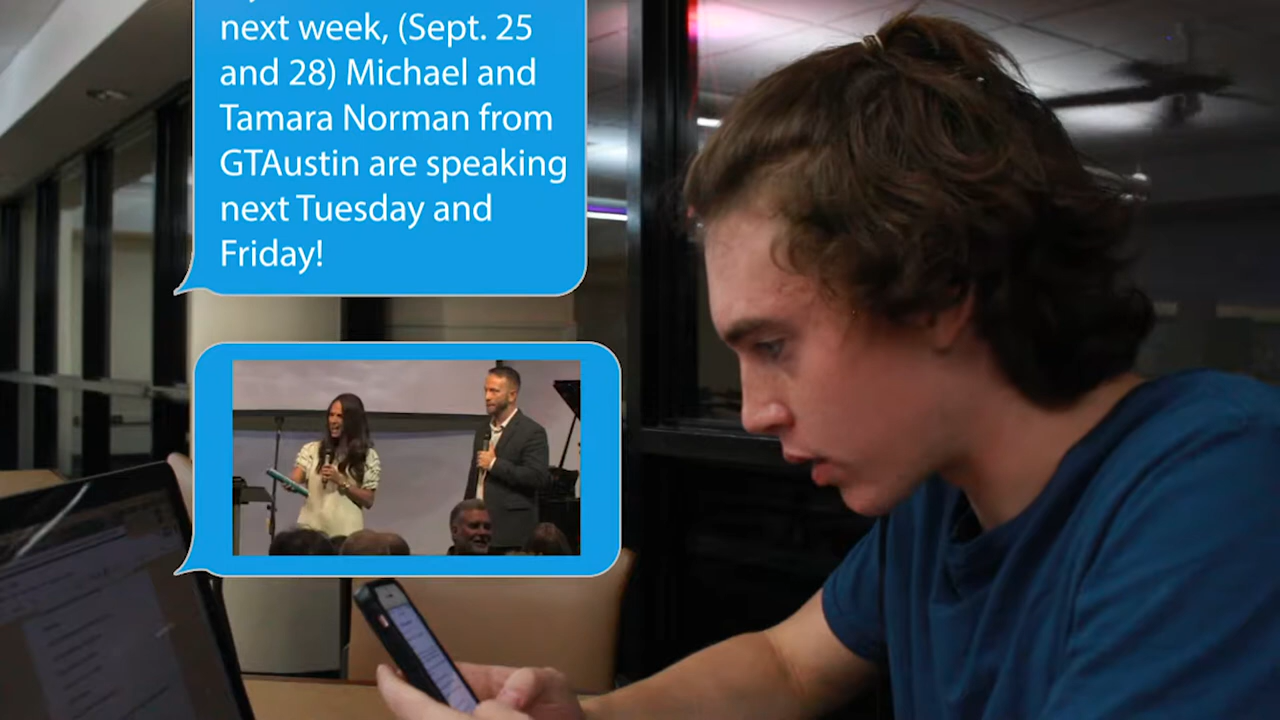 next week, (Sept. 25
and 28) Michael and
Tamara Norman from
GTAustin are speaking
next Tuesday and
Friday!